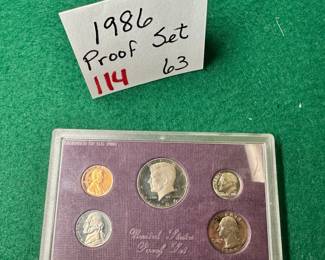 1986
Proof Set
114
63
United States
Proof Set